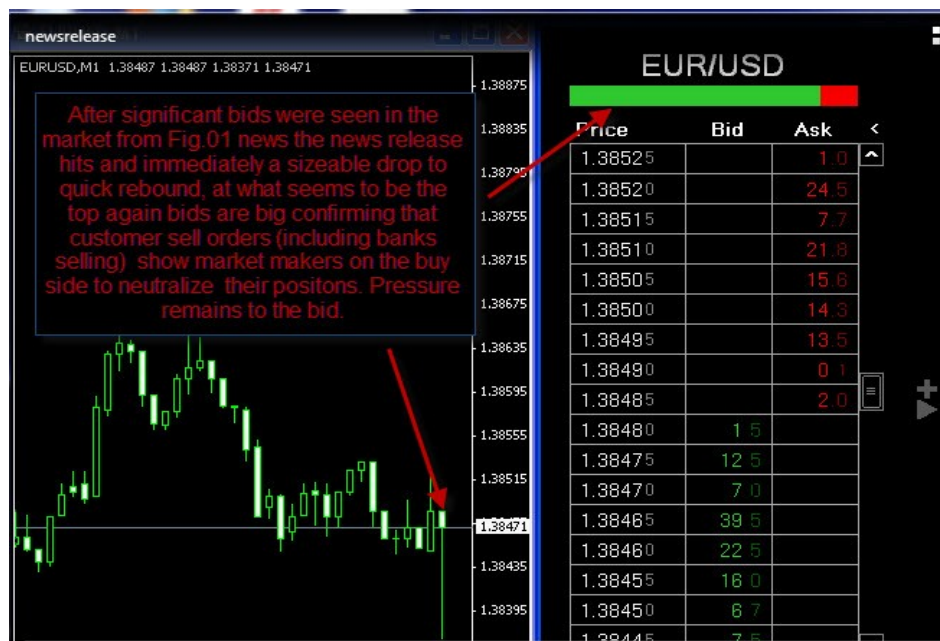 newsrelease
EURUSD,M1 1.38487 1.38487 1.38371 1.38471
After significant bids were seen in the
market from Fig.01 news the news release
hits and immediately a sizeable drop to
quick rebound, at what seems to be the
top again bids are big confirming that
customer sell orders (including banks
selling) show market makers on the buy
side to neutralize their positons. Pressure
remains to the bid.
1.38875
1.38835
1.38795
1.38755
1.38715
1.38675
1.38635
1.38595
1.38555
1.38515
1.38471
1.38435
1.38395
EUR/USD
Price Bid Ask <
1.38525 1.0
1.38520 24.5
1.38515 7.7
1.38510 21.8
1.38505 15.6
1.38500 14.3
1.38495 13.5
1.38490 0 1
1.38485 2.0
1.38480 1 5
1.38475 12 5
1.38470 7 0
1.38465 39 5
1.38460 22 5
1.38455 16 0
1.38450 6 7
1.38445 7 5